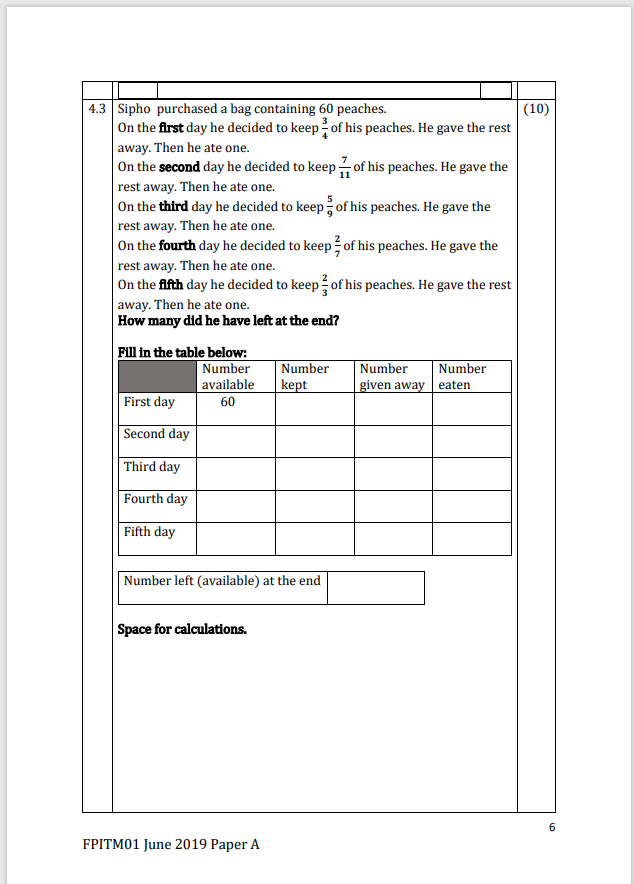 4.3 Sipho purchased a bag containing 60 peaches. (10)
On the first day he decided to keep 3/4 of his peaches. He gave the rest
away. Then he ate one.
On the second day he decided to keep 7/11 of his peaches. He gave the
rest away. Then he ate one.
On the third day he decided to keep 5/9 of his peaches. He gave the
rest away. Then he ate one.
On the fourth day he decided to keep 2/7 of his peaches. He gave the
rest away. Then he ate one.
On the fifth day he decided to keep 2/3 of his peaches. He gave the rest
away. Then he ate one.
How many did he have left at the end?
Fill in the table below:
Number available Number kept Number given away Number eaten
First day 60
Second day
Third day
Fourth day
Fifth day
Number left (available) at the end
Space for calculations.
6
FPITM01 June 2019 Paper A